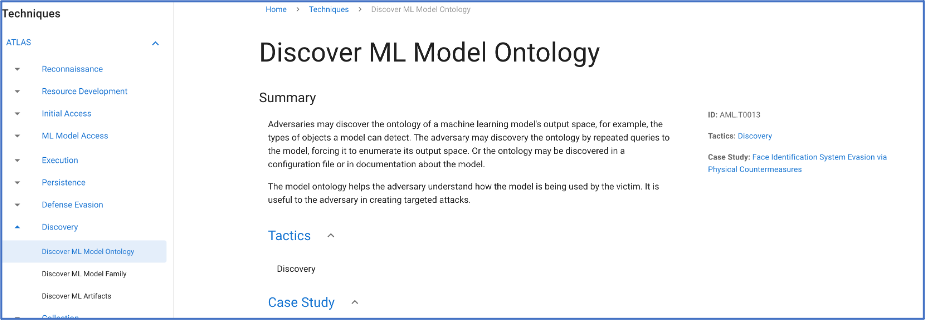 Techniques
ATLAS
Reconnaissance
Resource Development
Initial Access
ML Model Access
Execution
Persistence
Defense Evasion
Discovery
Discover ML Model Ontology
Discover ML Model Family
Discover ML Artifacts
Collection
Home > Techniques > Discover ML Model Ontology
Discover ML Model Ontology
Summary
Adversaries may discover the ontology of a machine learning model's output space, for example, the
types of objects a model can detect. The adversary may discovery the ontology by repeated queries to
the model, forcing it to enumerate its output space. Or the ontology may be discovered in a
configuration file or in documentation about the model.
The model ontology helps the adversary understand how the model is being used by the victim. It is
useful to the adversary in creating targeted attacks.
Tactics
Discovery
Case Study
ID: AML.T0013
Tactics: Discovery
Case Study: Face Identification System Evasion via
Physical Countermeasures